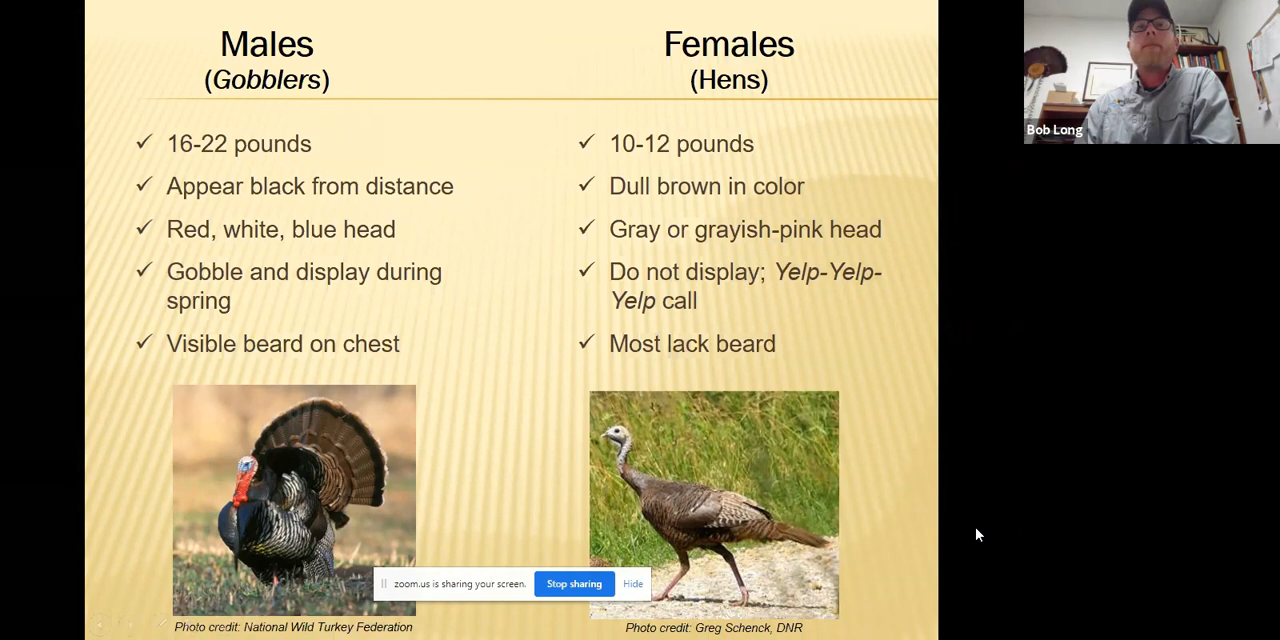 Males
(Gobblers)
16-22 pounds
Appear black from distance
Red, white, blue head
Gobble and display during
spring
Visible beard on chest
Photo credit: National Wild Turkey Federation
Females
(Hens)
10-12 pounds
Dull brown in color
Gray or grayish-pink head
Do not display; Yelp-Yelp-
Yelp call
Most lack beard
Photo credit: Greg Schenck, DNR
zoom.us is sharing your screen. Stop sharing Hide
Bob Long